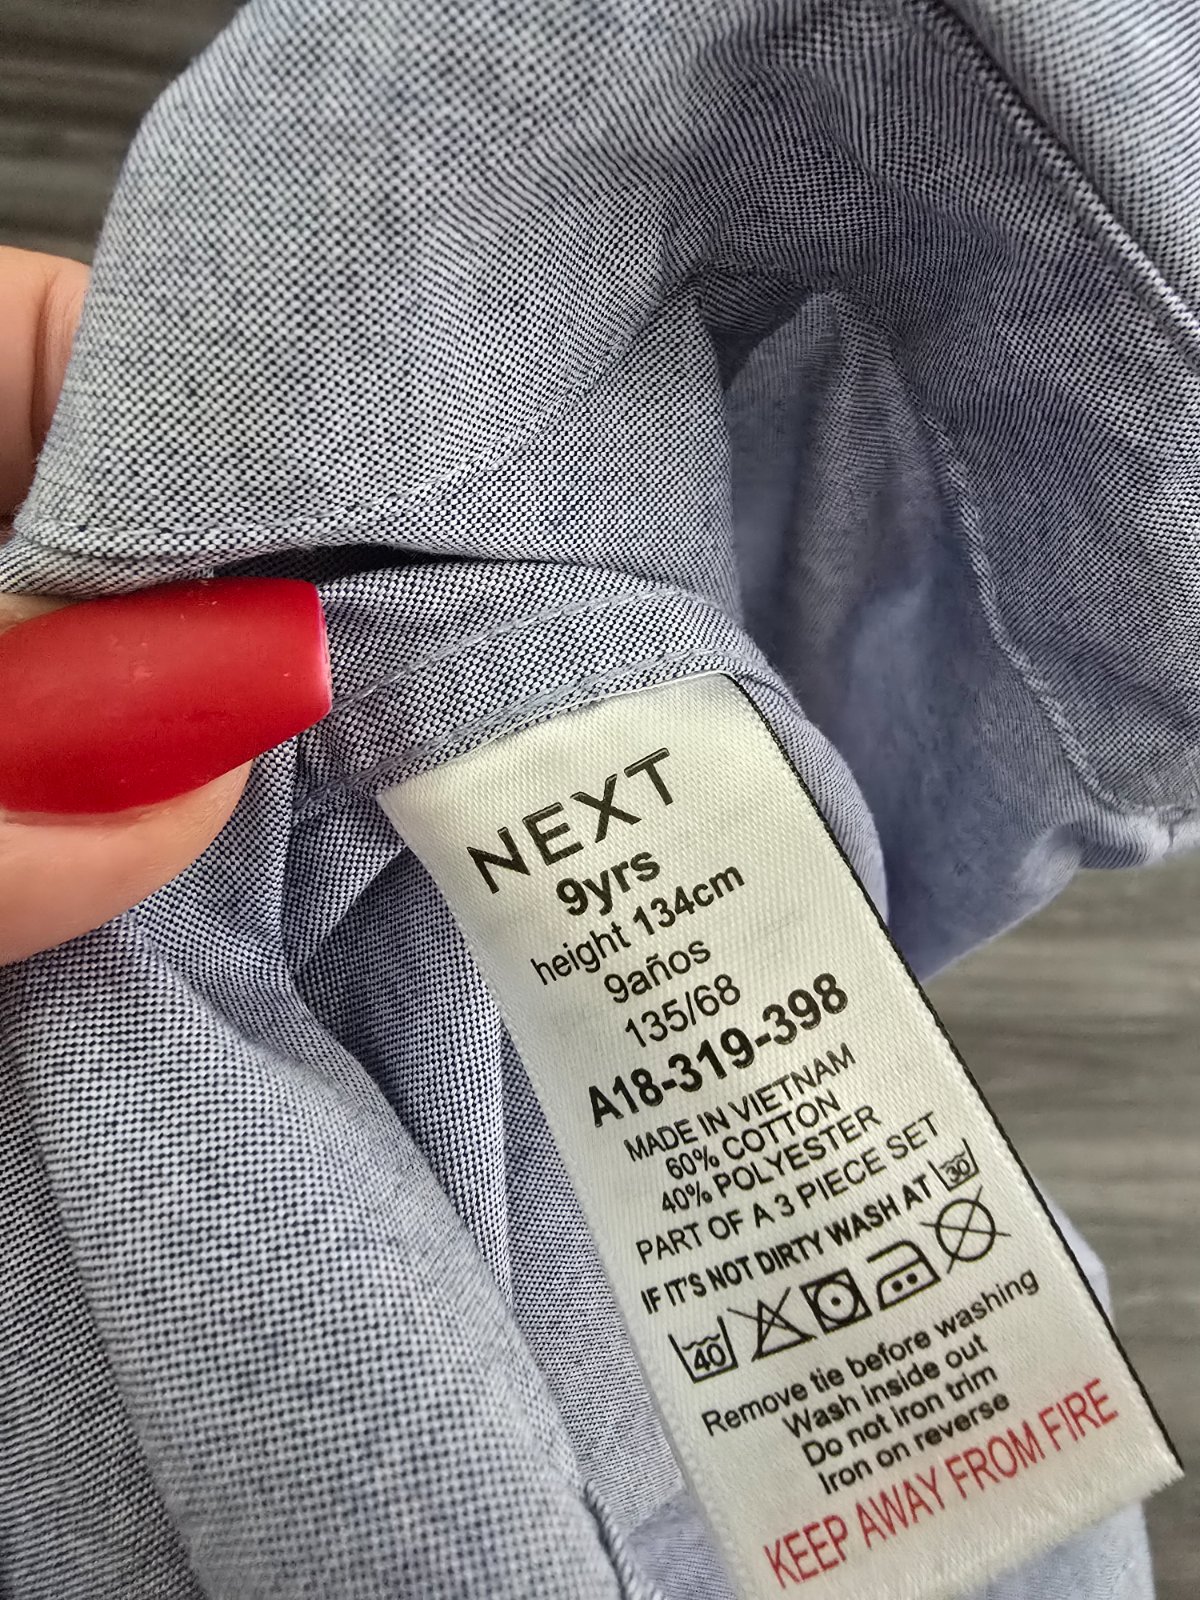 NEXT
9yrs
height 134cm
9años
135/68
A18-319-398
MADE IN VIETNAM
60% COTTON
40% POLYESTER
PART OF A 3 PIECE SET
IF IT'S NOT DIRTY WASH AT 30
40
Remove tie before washing
Wash inside out
Do not iron trim
Iron on reverse
KEEP AWAY FROM FIRE